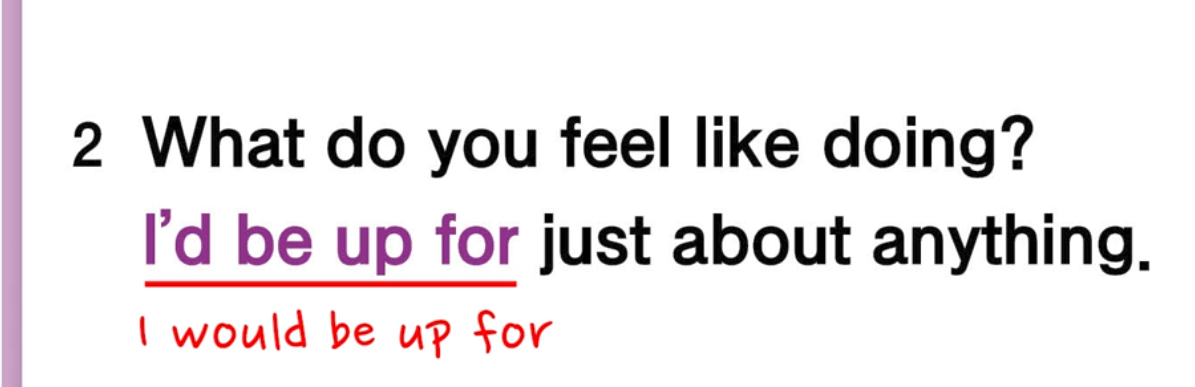 2 What do you feel like doing?
I'd be up for just about anything.
I would be up for